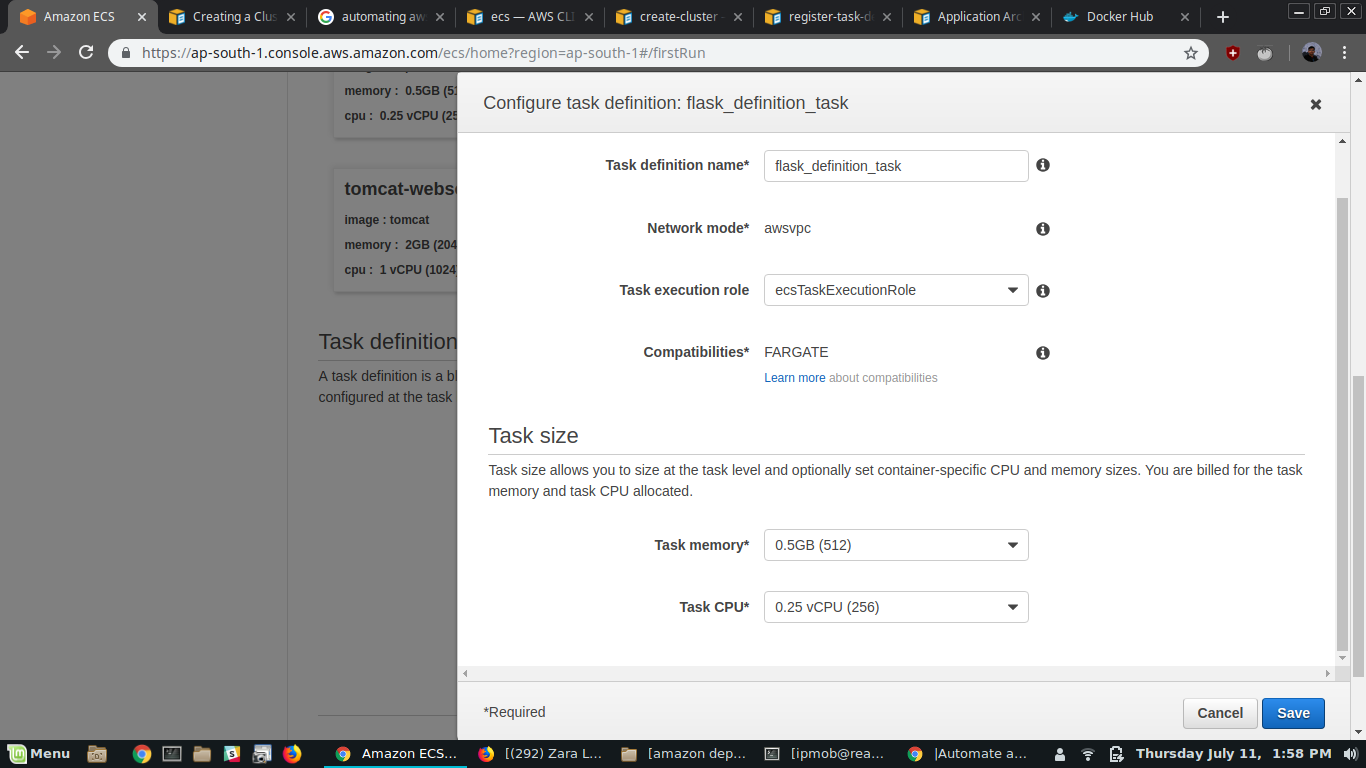 Amazon ECS
Creating a Clus
automating aw
ecs — AWS CL
create-cluster
register-task-d
Application Arc
Docker Hub
https://ap-south-1.console.aws.amazon.com/ecs/home?region=ap-south-1#/firstRun
memory : 0.5GB (51
cpu : 0.25 vCPU (25
tomcat-webse
image : tomcat
memory : 2GB (204
cpu : 1 vCPU (1024
Task definition
A task definition is a bl
configured at the task
Configure task definition: flask_definition_task
Task definition name*
flask_definition_task
Network mode*
awsvpc
Task execution role
ecsTaskExecutionRole
Compatibilities*
FARGATE
Learn more about compatibilities
Task size
Task size allows you to size at the task level and optionally set container-specific CPU and memory sizes. You are billed for the task
memory and task CPU allocated.
Task memory*
0.5GB (512)
Task CPU*
0.25 vCPU (256)
*Required
Cancel
Save
Menu
Amazon ECS...
[(292) Zara L...
[amazon dep...
[ipmob@rea...
|Automate a...
Thursday July 11, 1:58 PM